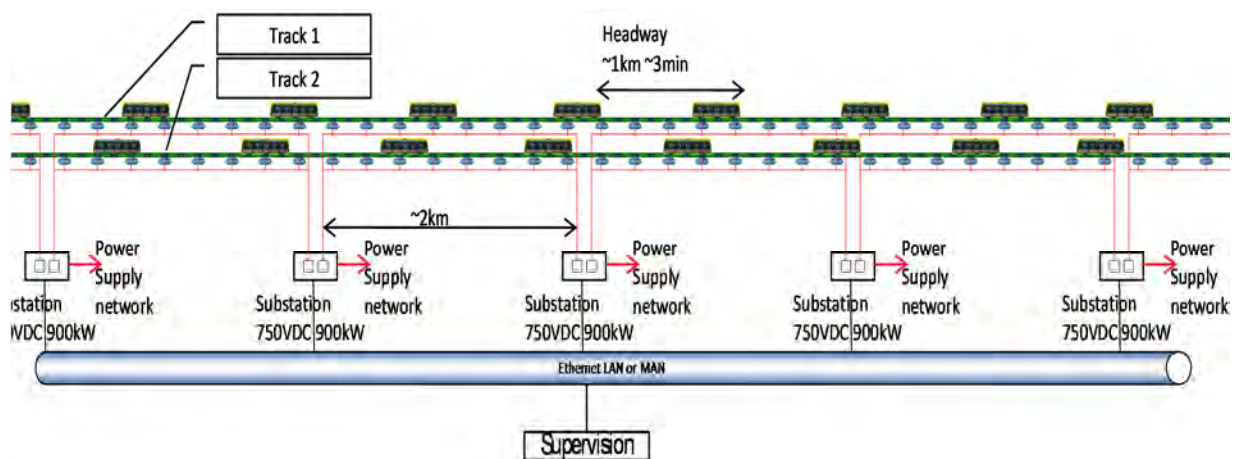 Track 1
Track 2
Headway
~1km ~3min
~2km
Power
Supply
network
Power
Supply
network
Power
Supply
network
Power
Supply
network
Power
Supply
network
bstation
0VDC 900kW
Substation
750VDC 900kW
Substation
750VDC 900kW
Substation
750VDC 900kW
Substation
750VDC 900kW
Ethernet LAN or MAN
Supervision